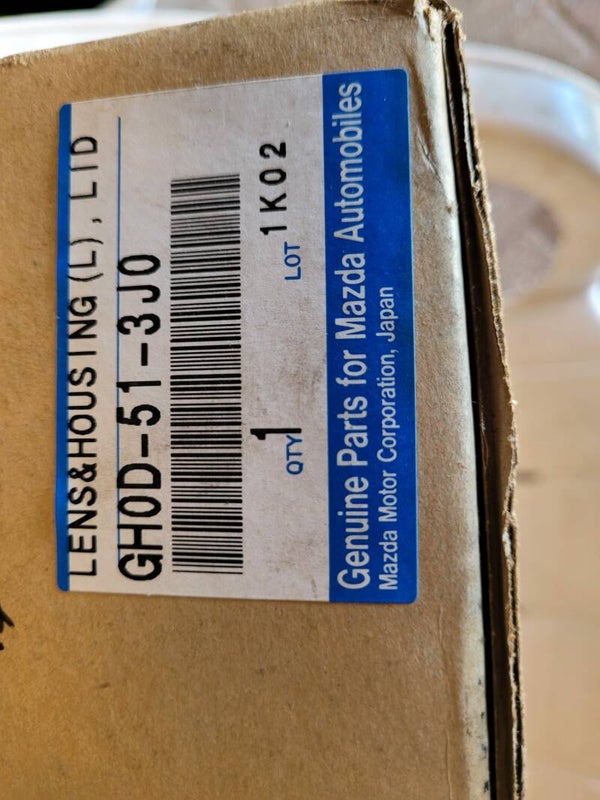 LENS&HOUSING(L), LID
GH0D-51-3J0
QTY 1 LOT 1K02
Genuine Parts for Mazda Automobiles
Mazda Motor Corporation, Japan